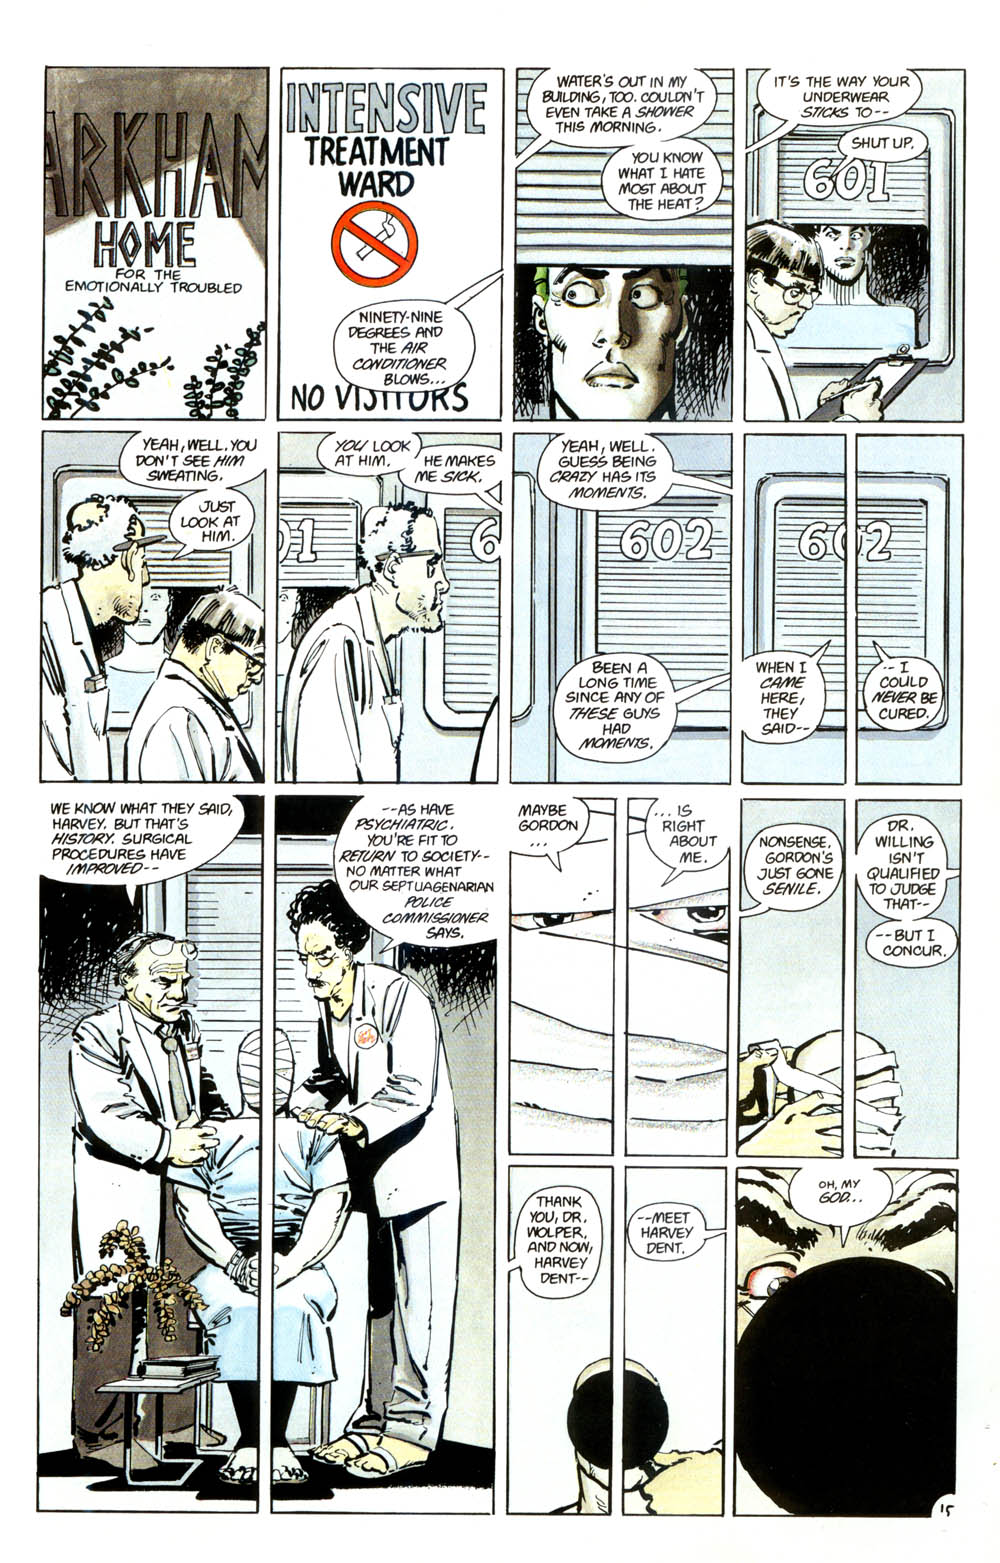 ARKHAM
HOME
FOR THE
EMOTIONALLY TROUBLED
INTENSIVE
TREATMENT
WARD
NINETY-NINE
DEGREES AND
THE AIR
CONDITIONER
BLOWS...
NO VISITORS
WATER'S OUT IN MY
BUILDING, TOO. COULDN'T
EVEN TAKE A SHOWER
THIS MORNING.
YOU KNOW
WHAT I HATE
MOST ABOUT
THE HEAT?
IT'S THE WAY YOUR
UNDERWEAR
STICKS TO--
SHUT UP.
601
YEAH, WELL. YOU
DON'T SEE HIM
SWEATING.
JUST
LOOK AT
HIM.
YOU LOOK
AT HIM.
HE MAKES
ME SICK.
01
6
YEAH, WELL.
GUESS BEING
CRAZY HAS ITS
MOMENTS.
602
BEEN A
LONG TIME
SINCE ANY OF
THESE GUYS
HAD
MOMENTS.
602
WHEN I
CAME
HERE,
THEY
SAID--
-- I
COULD
NEVER BE
CURED.
WE KNOW WHAT THEY SAID,
HARVEY. BUT THAT'S
HISTORY. SURGICAL
PROCEDURES HAVE
IMPROVED--
--AS HAVE
PSYCHIATRIC.
YOU'RE FIT TO
RETURN TO SOCIETY--
NO MATTER WHAT
OUR SEPTUAGENARIAN
POLICE
COMMISSIONER
SAYS.
MAYBE
GORDON
...
... IS
RIGHT
ABOUT
ME.
NONSENSE.
GORDON'S
JUST GONE
SENILE.
DR.
WILLING
ISN'T
QUALIFIED
TO JUDGE
THAT--
--BUT I
CONCUR.
THANK
YOU, DR.
WOLPER,
AND NOW,
HARVEY
DENT--
--MEET
HARVEY
DENT.
OH, MY
GOD...
15